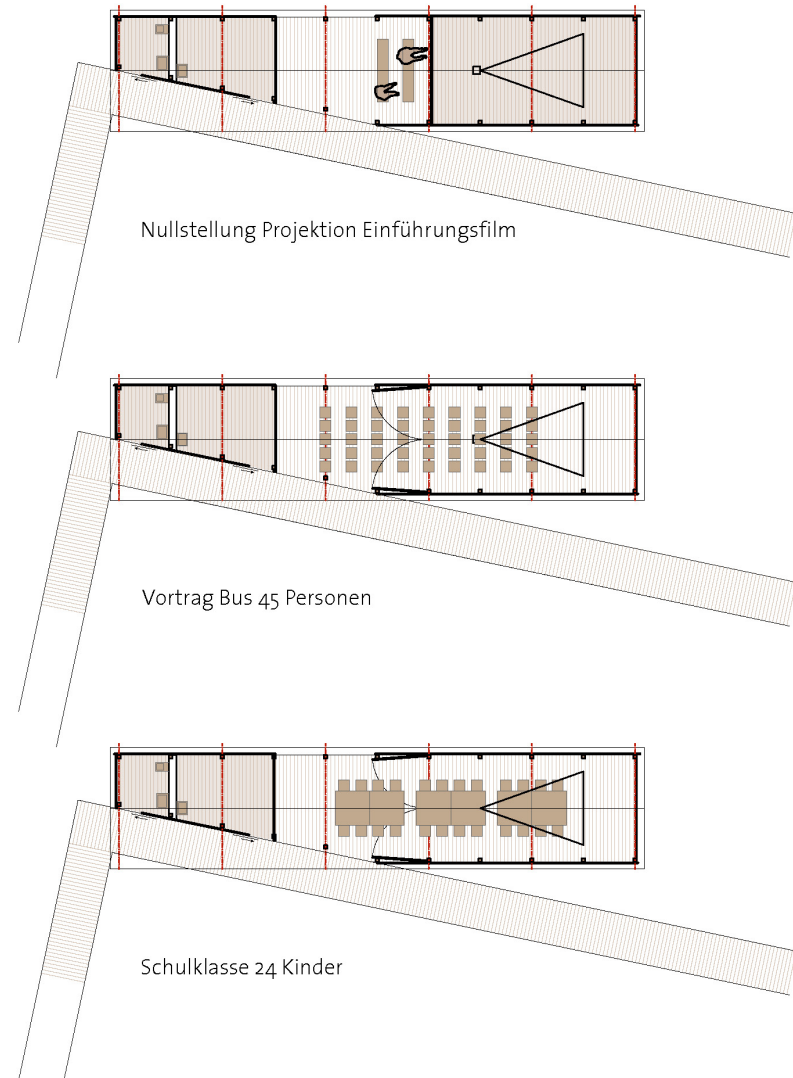 Nullstellung Projektion Einführungsfilm
Vortrag Bus 45 Personen
Schulklasse 24 Kinder